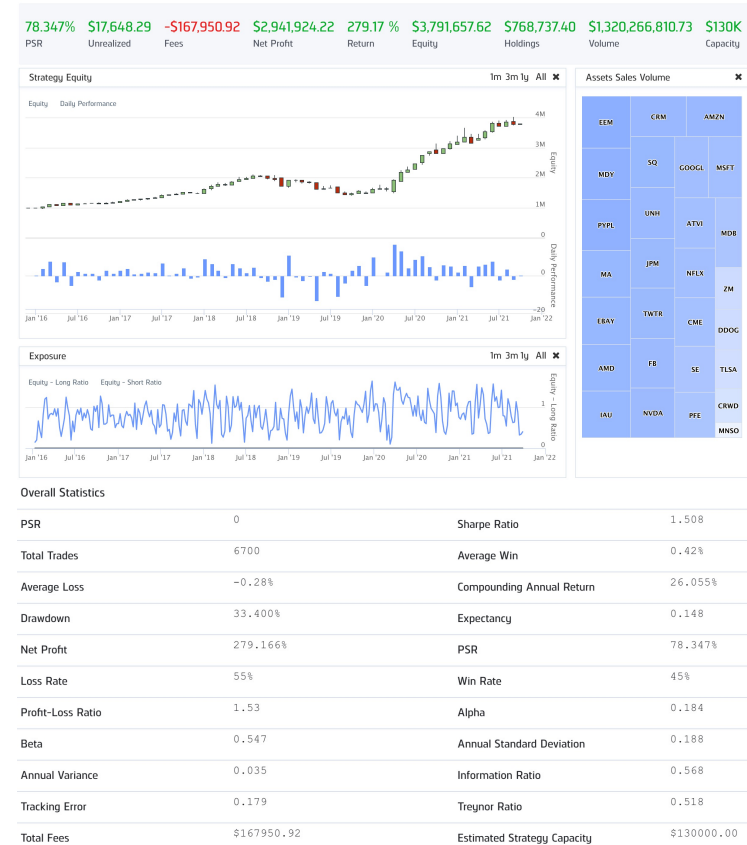 78.347% $17,648.29 -$167,950.92 $2,941,924.22 279.17 % $3,791,657.62 $768,737.40 $1,320,266,810.73 $130K
PSR Unrealized Fees Net Profit Return Equity Holdings Volume Capacity
Strategy Equity 1m 3m 1y All ✖
Equity Daily Performance
4M
3M
2M
1M
0
Equity
0
-20
Daily Performance
Jan '16 Jul '16 Jan '17 Jul '17 Jan '18 Jul '18 Jan '19 Jul '19 Jan '20 Jul '20 Jan '21 Jul '21 Jan '22
Exposure 1m 3m 1y All ✖
Equity - Long Ratio Equity - Short Ratio
1
0
Equity - Long Ratio
Jan '16 Jul '16 Jan '17 Jul '17 Jan '18 Jul '18 Jan '19 Jul '19 Jan '20 Jul '20 Jan '21 Jul '21 Jan '22
Assets Sales Volume ✖
EEM
MDY
PYPL
MA
EBAY
AMD
IAU
CRM
AMZN
SQ
UNH
JPM
TWTR
FB
NVDA
GOOGL
MSFT
ATVI
NFLX
CME
SE
PFE
MDB
ZM
DDOG
TLSA
CRWD
MNSO
Overall Statistics
PSR 0 Sharpe Ratio 1.508
Total Trades 6700 Average Win 0.42%
Average Loss -0.28% Compounding Annual Return 26.055%
Drawdown 33.400% Expectancy 0.148
Net Profit 279.166% PSR 78.347%
Loss Rate 55% Win Rate 45%
Profit-Loss Ratio 1.53 Alpha 0.184
Beta 0.547 Annual Standard Deviation 0.188
Annual Variance 0.035 Information Ratio 0.568
Tracking Error 0.179 Treynor Ratio 0.518
Total Fees $167950.92 Estimated Strategy Capacity $130000.00